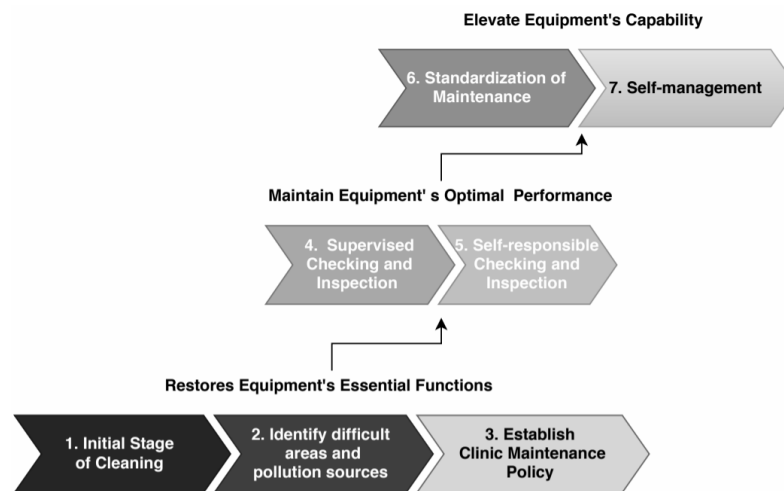 Elevate Equipment's Capability
6. Standardization of
Maintenance
7. Self-management
Maintain Equipment' s Optimal Performance
4. Supervised
Checking and
Inspection
5. Self-responsible
Checking and
Inspection
Restores Equipment's Essential Functions
1. Initial Stage
of Cleaning
2. Identify difficult
areas and
pollution sources
3. Establish
Clinic Maintenance
Policy